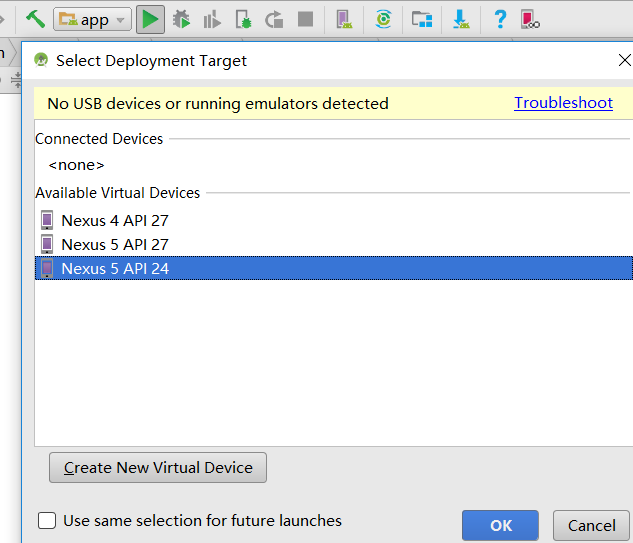 app
Select Deployment Target
No USB devices or running emulators detected Troubleshoot
Connected Devices
<none>
Available Virtual Devices
Nexus 4 API 27
Nexus 5 API 27
Nexus 5 API 24
Create New Virtual Device
Use same selection for future launches
OK Cancel